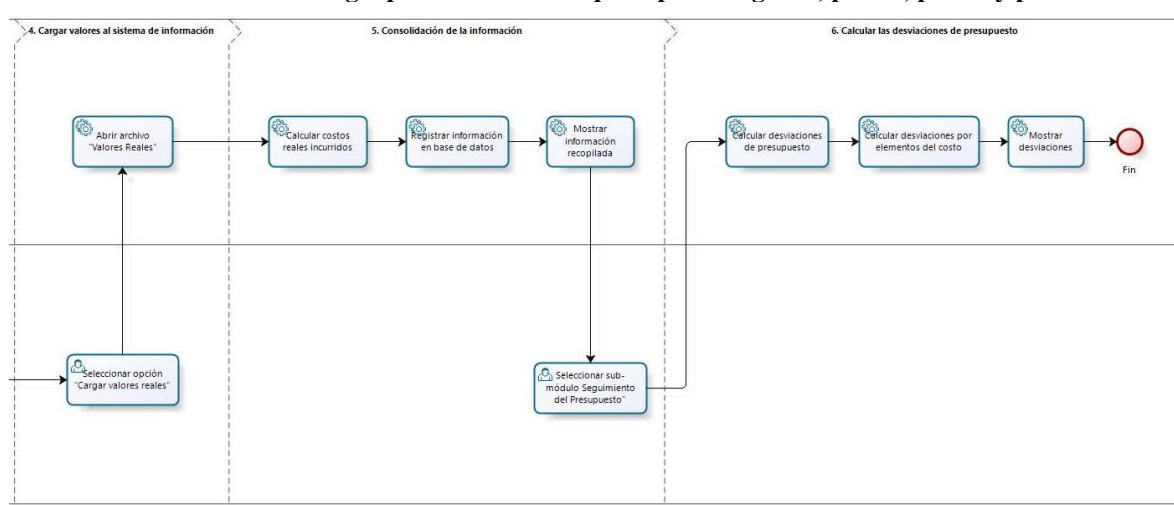 4. Cargar valores al sistema de información
5. Consolidación de la información
6. Calcular las desviaciones de presupuesto
Abrir archivo
"Valores Reales"
Calcular costos
reales incurridos
Registrar información
en base de datos
Mostrar
información
recopilada
Calcular desviaciones
de presupuesto
Calcular desviaciones por
elementos del costo
Mostrar
desviaciones
Fin
Seleccionar opción
"Cargar valores reales"
Seleccionar sub-
módulo Seguimiento
del Presupuesto"